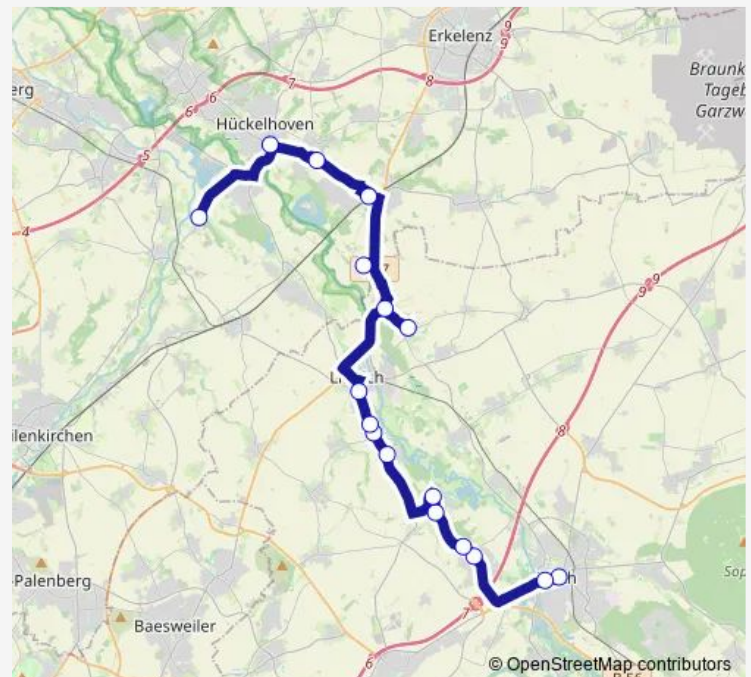 Erkelenz
9
9
Braunk
Tageb
Garzw
8
7
6
6
erg
Hückelhoven
5
4
7
9
9
ilenkirchen
8
-Palenberg
Sop
7
Baesweiler
6
© OpenStreetMap contributors